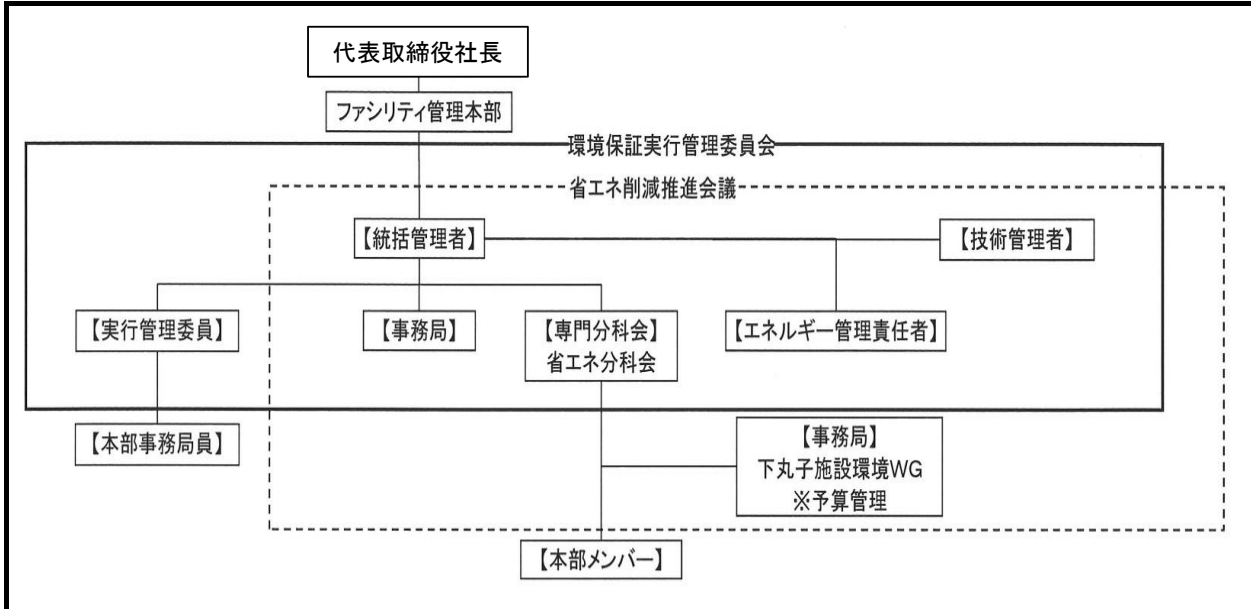 代表取締役社長
ファシリティ管理本部
環境保証実行管理委員会
省エネ削減推進会議
【統括管理者】
【技術管理者】
【実行管理委員】
【事務局】
【専門分科会】
省エネ分科会
【エネルギー管理責任者】
【本部事務局員】
【事務局】
下丸子施設環境WG
※予算管理
【本部メンバー】